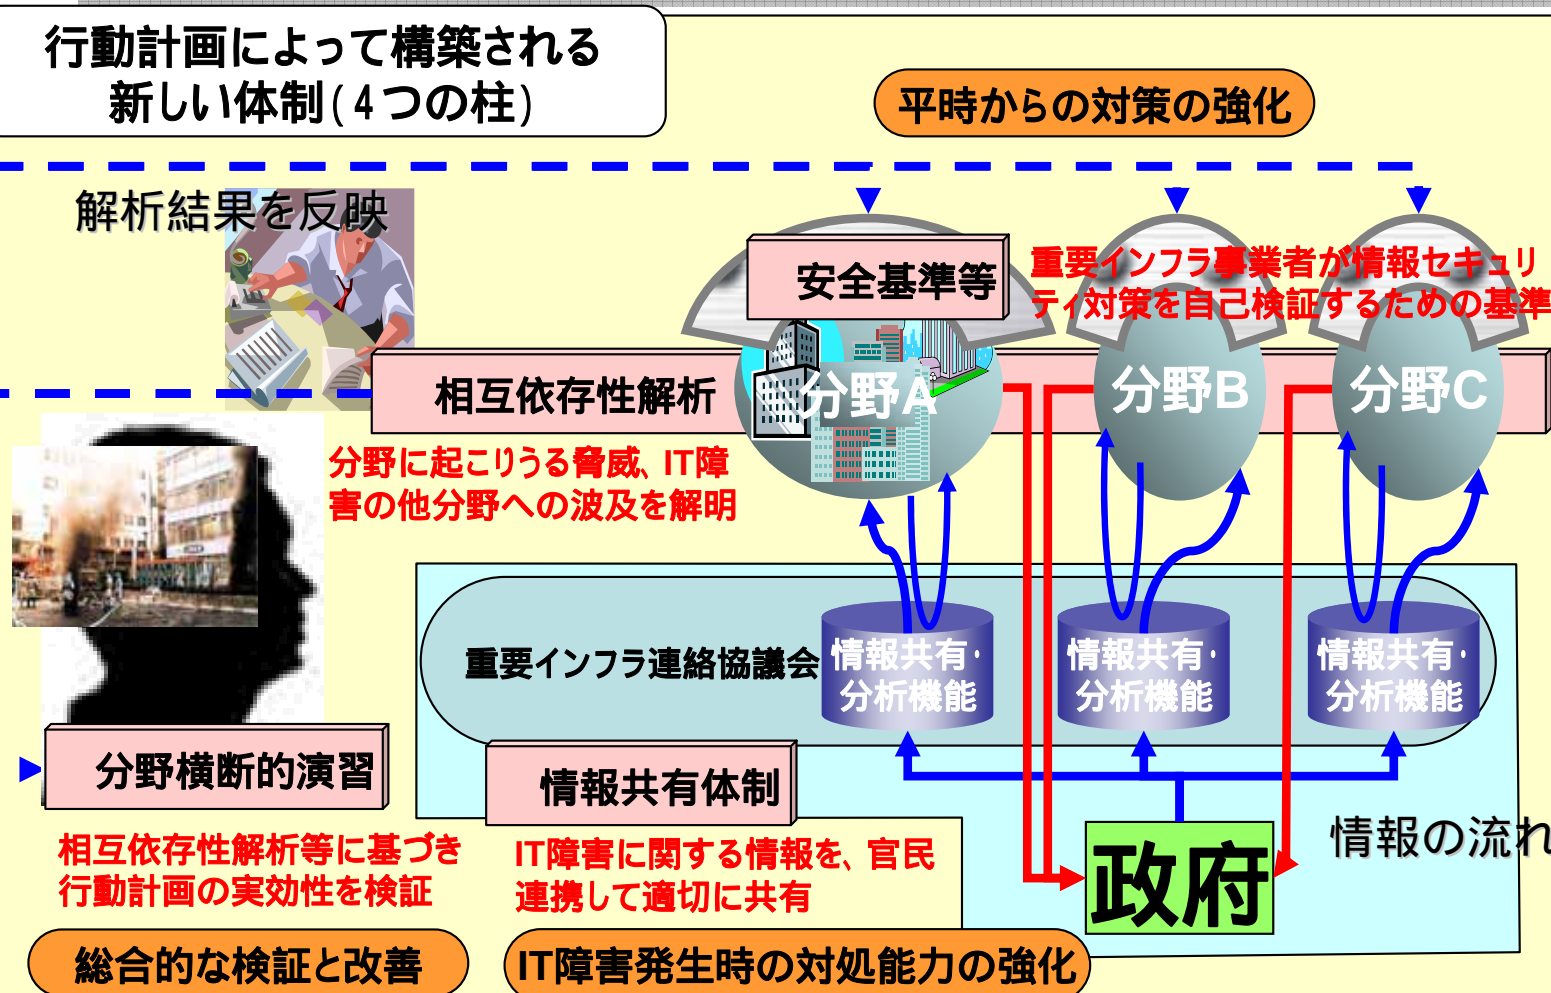 行動計画によって構築される
新しい体制(4つの柱)
平時からの対策の強化
解析結果を反映
安全基準等
重要インフラ事業者が情報セキュリ
ティ対策を自己検証するための基準
相互依存性解析
分野A
分野B
分野C
分野に起こりうる脅威、IT障
害の他分野への波及を解明
重要インフラ連絡協議会
情報共有・
分析機能
情報共有・
分析機能
情報共有・
分析機能
分野横断的演習
情報共有体制
相互依存性解析等に基づき
行動計画の実効性を検証
IT障害に関する情報を、官民
連携して適切に共有
政府
情報の流れ
総合的な検証と改善
IT障害発生時の対処能力の強化